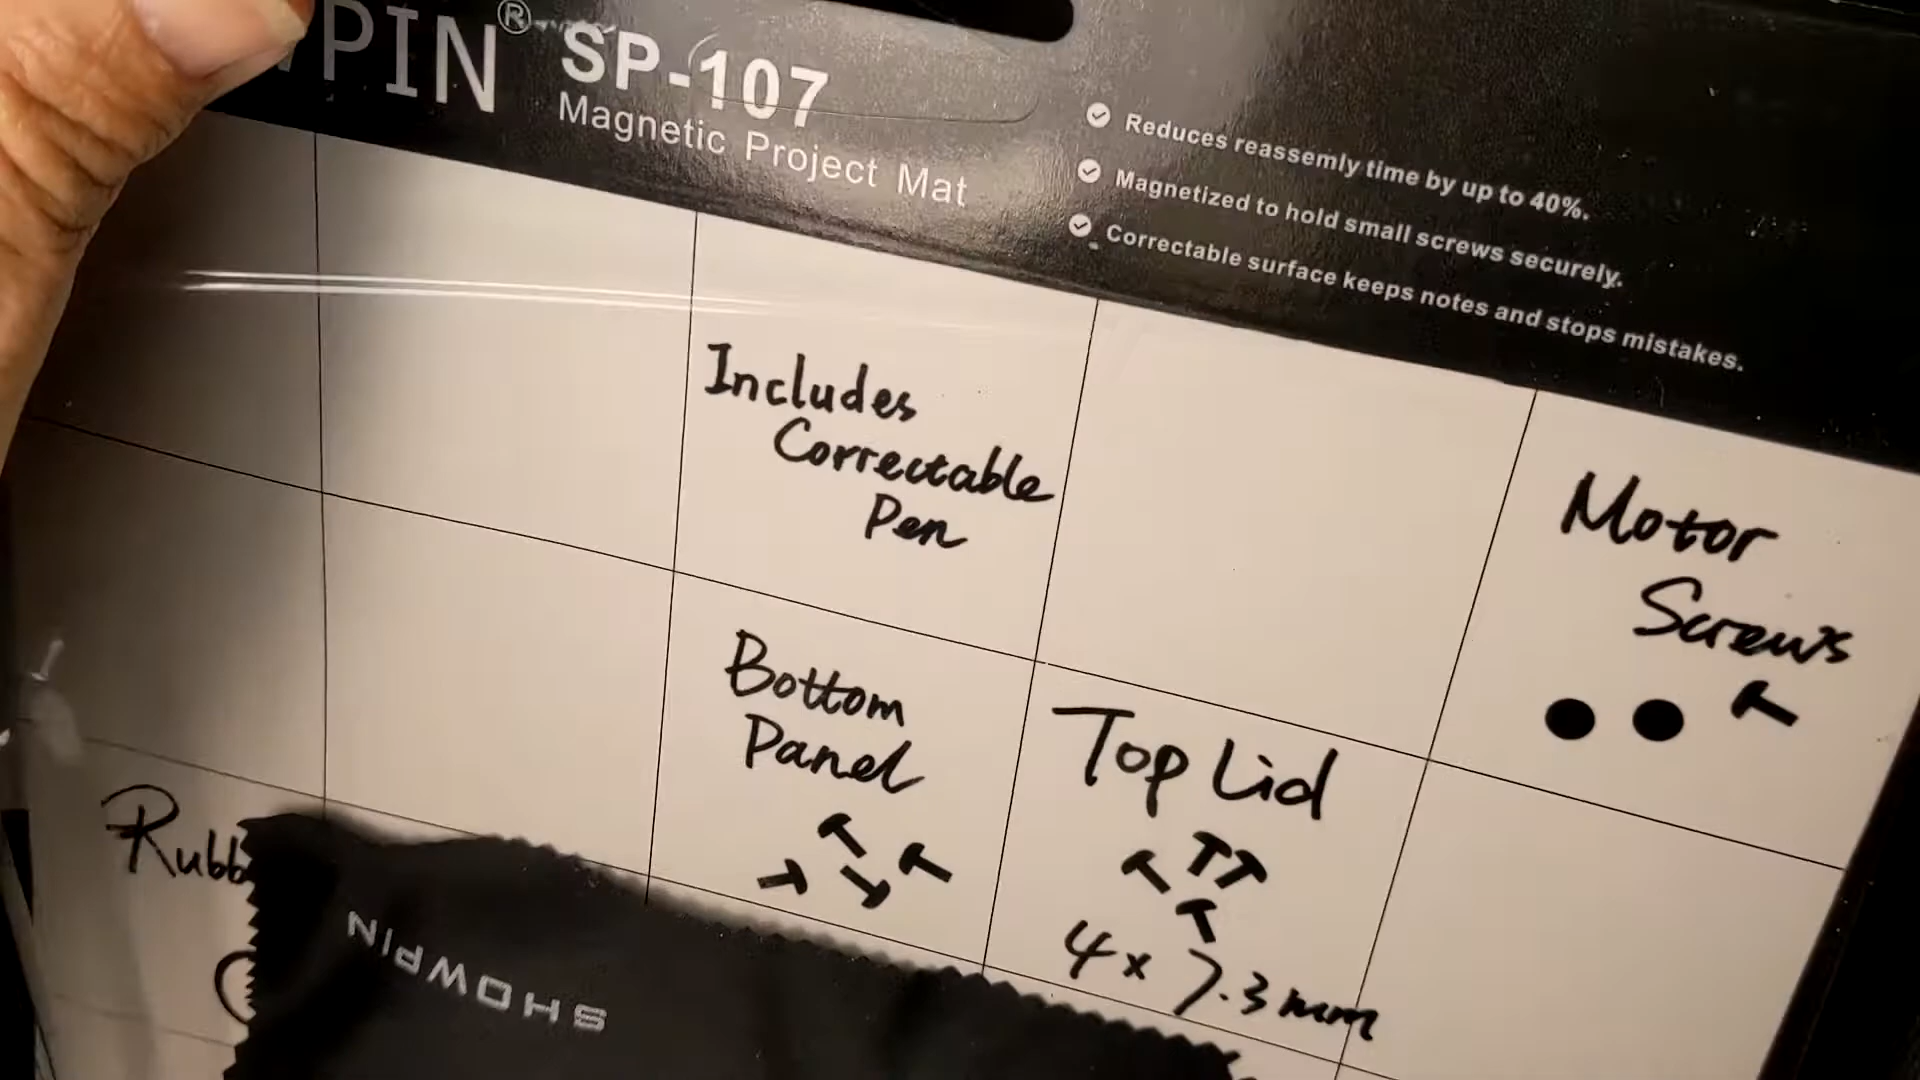 PIN®
SP-107
Magnetic Project Mat
Reduces reassemly time by up to 40%.
Magnetized to hold small screws securely.
Correctable surface keeps notes and stops mistakes.
Includes
Correctable
Pen
Motor
Screws
Bottom
Panel
Top Lid
4x 7.3mm
Rubb
SHOWPIN